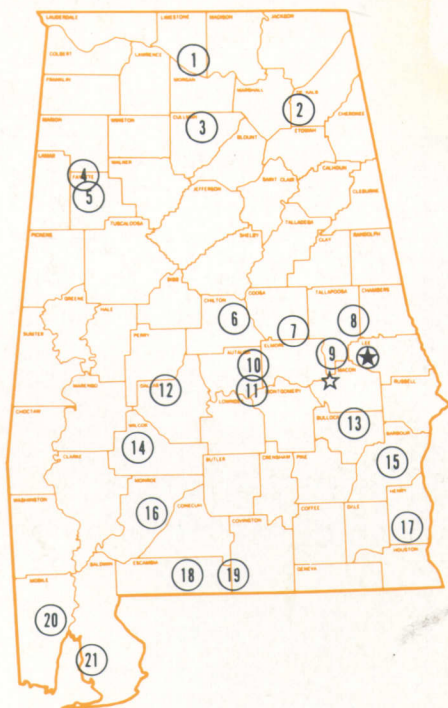 LAUDERDALE
LIMESTONE
MADISON
JACKSON
COLBERT
LAWRENCE
1
MORGAN
FRANKLIN
MARSHALL
DE KALB
2
CHEROKEE
MARION
WINSTON
CULLMAN
3
BLOUNT
ETOWAH
LAMAR
4
FAYETTE
5
WALKER
CALHOUN
ST. CLAIR
CLEBURNE
JEFFERSON
TUSCALOOSA
TALLADEGA
PICKENS
SHELBY
CLAY
RANDOLPH
BIBB
GREENE
HALE
CHILTON
COOSA
TALLAPOOSA
CHAMBERS
6
7
8
SUMTER
PERRY
AUTAUGA
ELMORE
9
LEE
10
MACON
MARENGO
12
11
MONTGOMERY
RUSSELL
CHOCTAW
BULLOCK
13
14
BARBOUR
CLARKE
BUTLER
CRENSHAW
PIKE
15
MONROE
HENRY
WASHINGTON
16
CONECUH
COVINGTON
COFFEE
DALE
17
HOUSTON
BALDWIN
ESCAMBIA
18
19
GENEVA
MOBILE
20
21